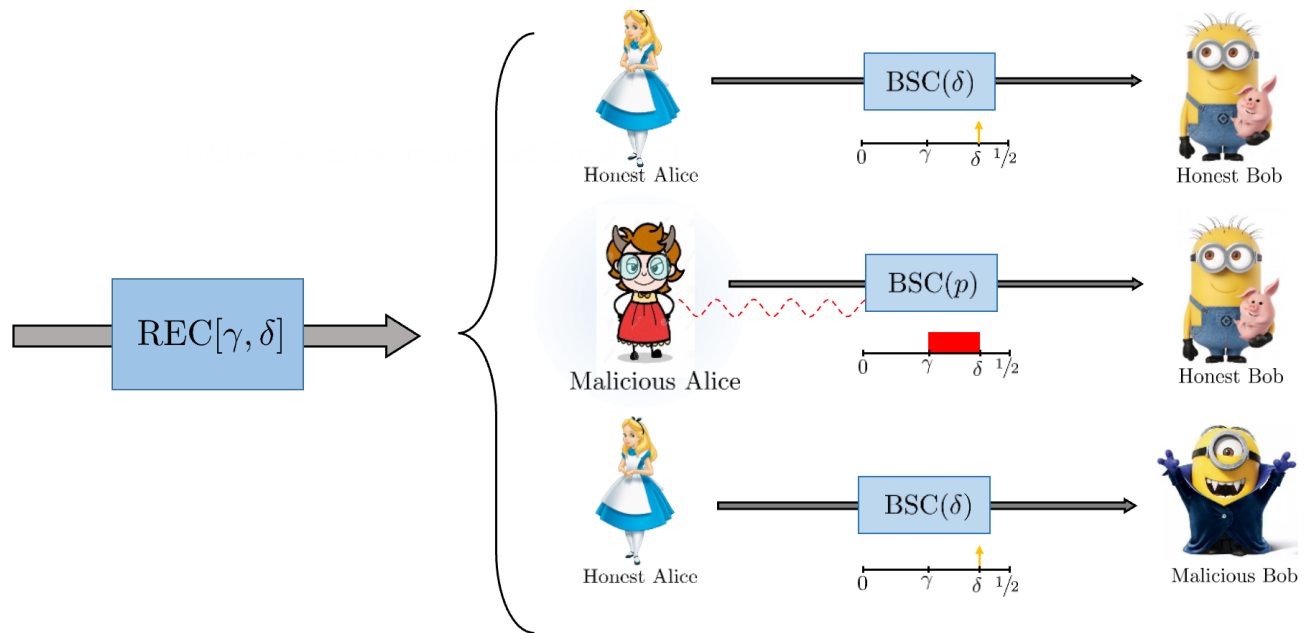 REC[γ, δ]
BSC(δ)
0 γ δ 1/2
Honest Alice
Honest Bob
BSC(p)
0 γ δ 1/2
Malicious Alice
Honest Bob
BSC(δ)
0 γ δ 1/2
Honest Alice
Malicious Bob